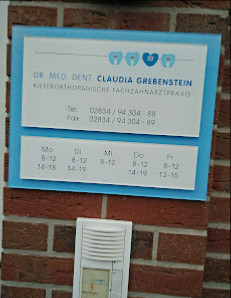 DR. MED. DENT. CLAUDIA GREBENSTEIN
KIEFERORTHOPÄDISCHE FACHZAHNARZTPRAXIS
Tel. 02834 / 94 304 - 88
Fax 02834 / 94 304 - 89
Mo Di Mi Do Fr
8-12 8-12 8-12 8-12 8-12
14-18 14-19 14-19 13-15